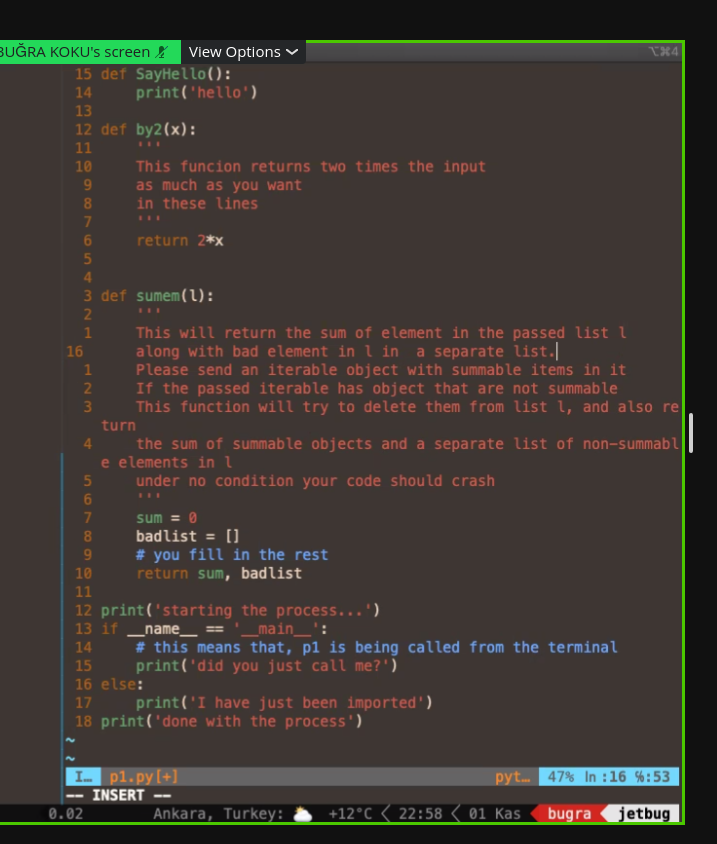 BUĞRA KOKU's screen View Options
⌥⌘4
15 def SayHello():
14 print('hello')
13
12 def by2(x):
11 '''
10 This funcion returns two times the input
9 as much as you want
8 in these lines
7 '''
6 return 2*x
5
4
3 def sumem(l):
2 '''
1 This will return the sum of element in the passed list l
16 along with bad element in l in  a separate list.
1 Please send an iterable object with summable items in it
2 If the passed iterable has object that are not summable
3 This function will try to delete them from list l, and also re
turn
4 the sum of summable objects and a separate list of non-summabl
e elements in l
5 under no condition your code should crash
6 '''
7 sum = 0
8 badlist = []
9 # you fill in the rest
10 return sum, badlist
11
12 print('starting the process...')
13 if __name__ == '__main__':
14 # this means that, p1 is being called from the terminal
15 print('did you just call me?')
16 else:
17 print('I have just been imported')
18 print('done with the process')
~
~
I… p1.py[+] pyt… 47% ln :16 ℅:53
-- INSERT --
0.02 Ankara, Turkey: +12°C 22:58 01 Kas bugra jetbug